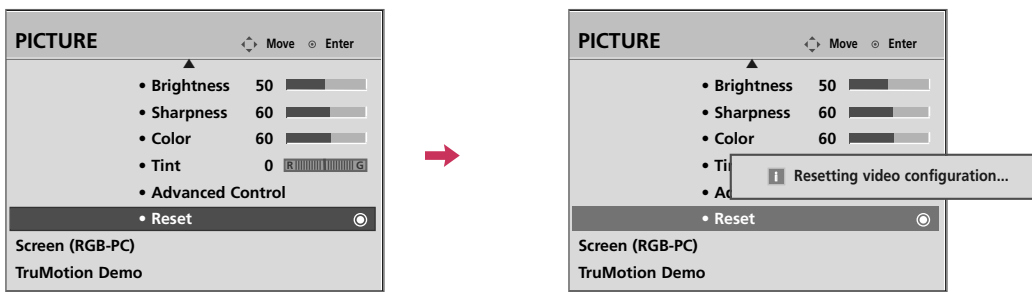 PICTURE Move Enter
• Brightness 50
• Sharpness 60
• Color 60
• Tint 0 R G
• Advanced Control
• Reset
Screen (RGB-PC)
TruMotion Demo
PICTURE Move Enter
• Brightness 50
• Sharpness 60
• Color 60
• Ti
i Resetting video configuration...
• Ad
• Reset
Screen (RGB-PC)
TruMotion Demo